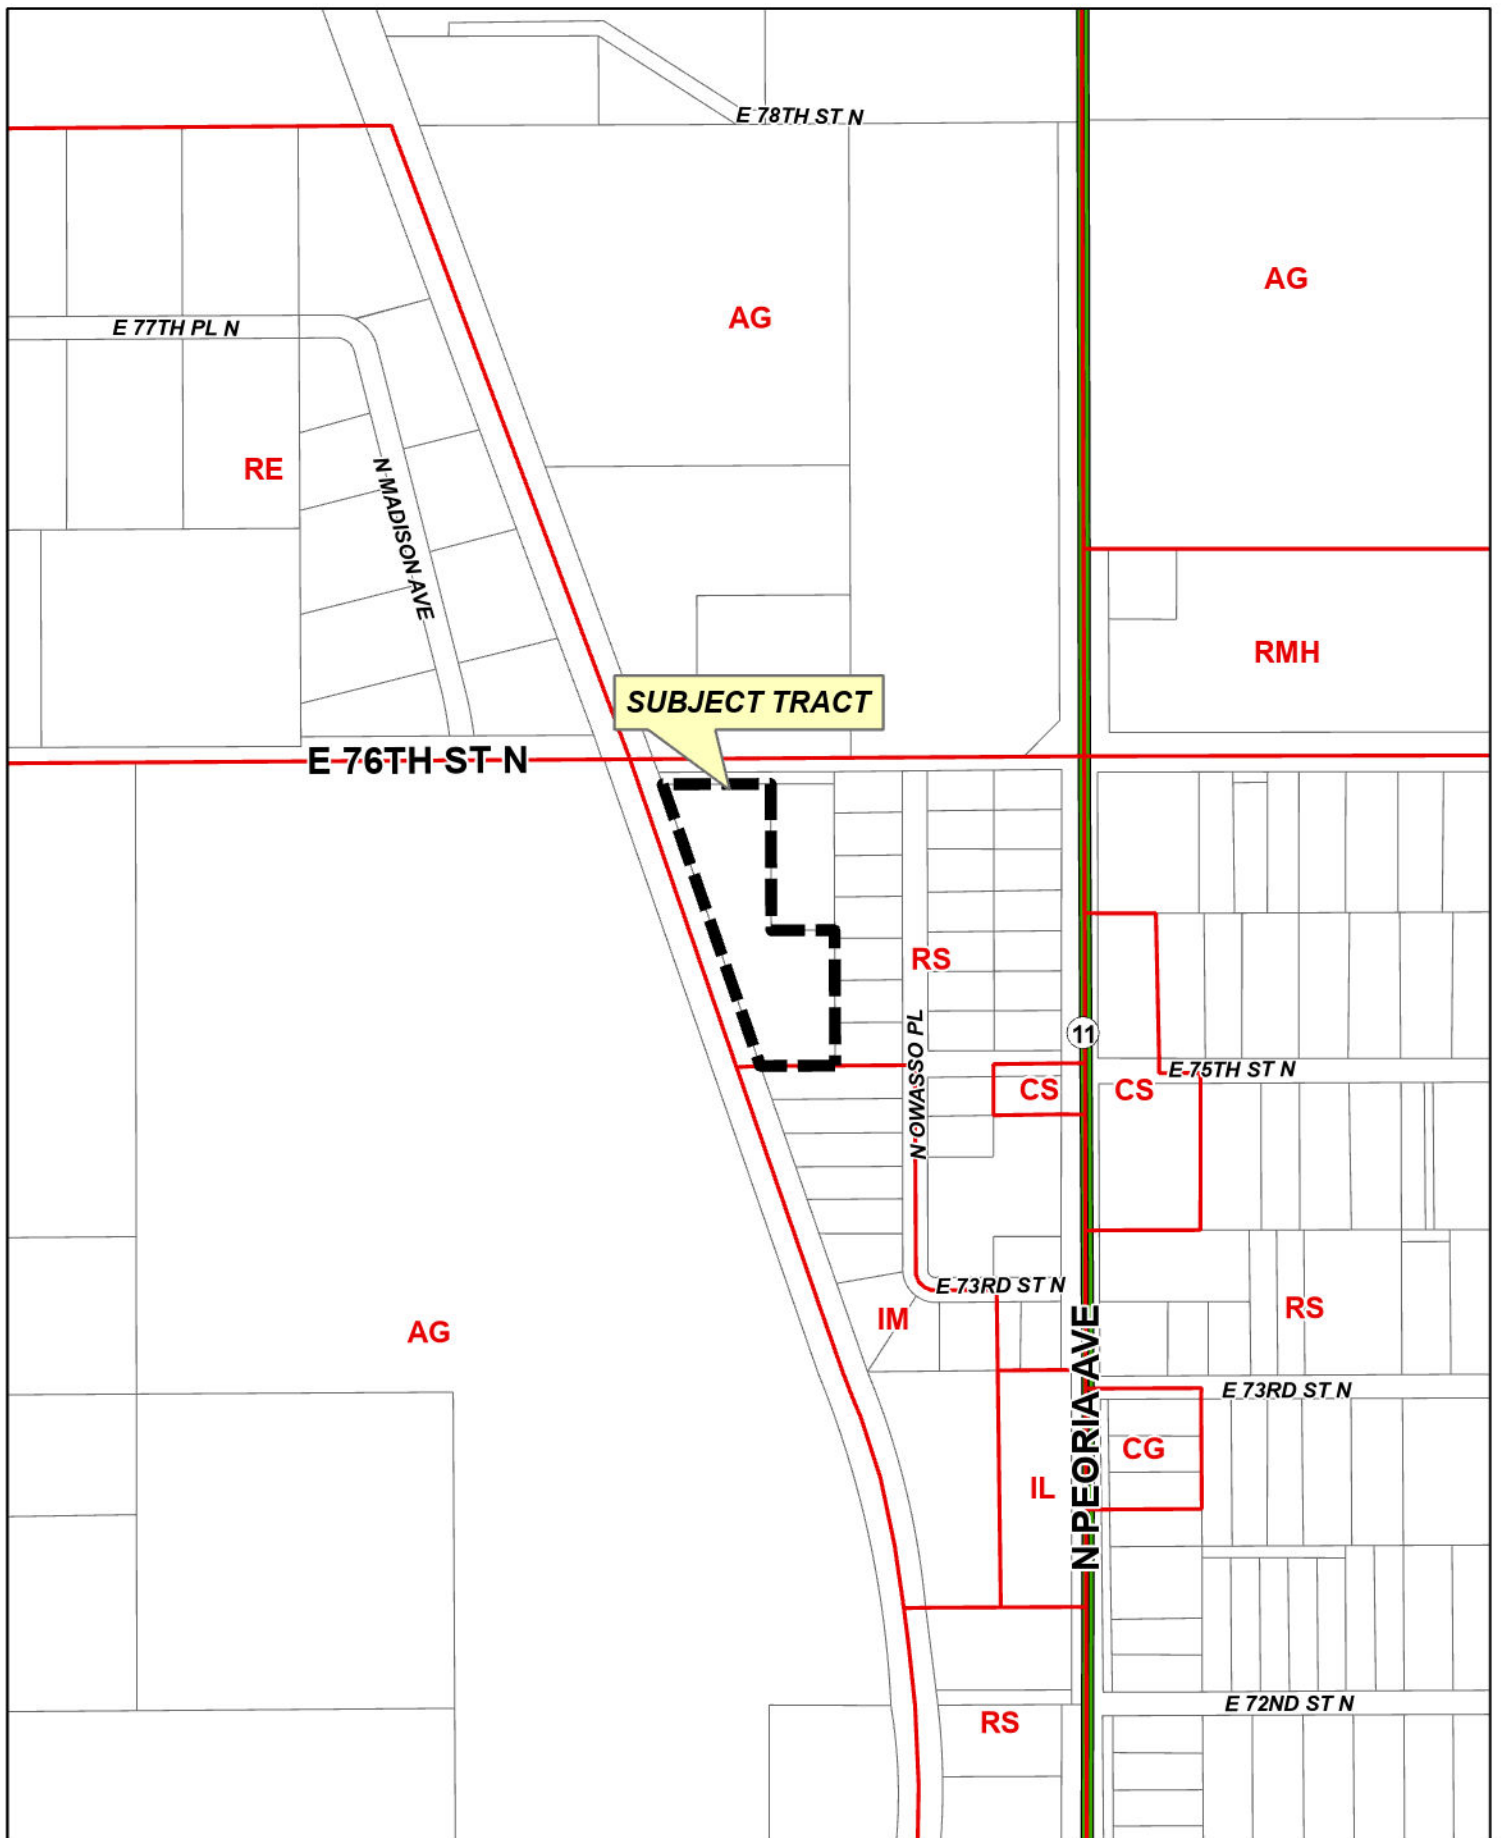 E 78TH ST N
AG
AG
E 77TH PL N
RE
N MADISON AVE
RMH
SUBJECT TRACT
E 76TH ST N
RS
N OWASSO PL
11
E 75TH ST N
CS
CS
E 73RD ST N
IM
AG
RS
N PEORIA AVE
E 73RD ST N
CG
IL
E 72ND ST N
RS